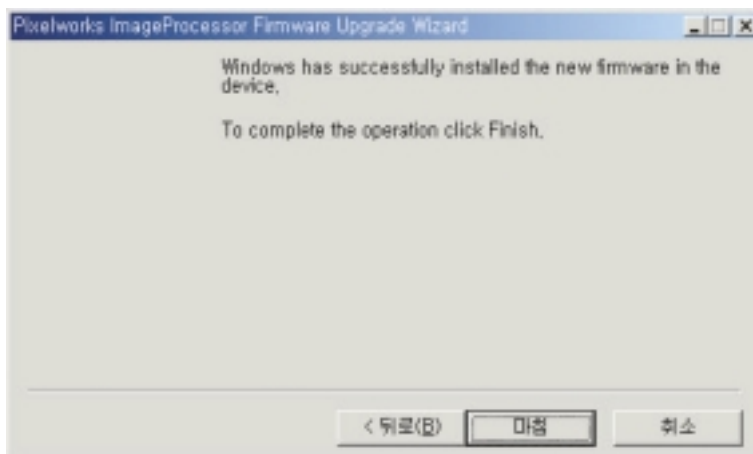 Pixelworks ImageProcessor Firmware Upgrade Wizard
Windows has successfully installed the new firmware in the
device.
To complete the operation click Finish.
< 뒤로(B) 마침 취소